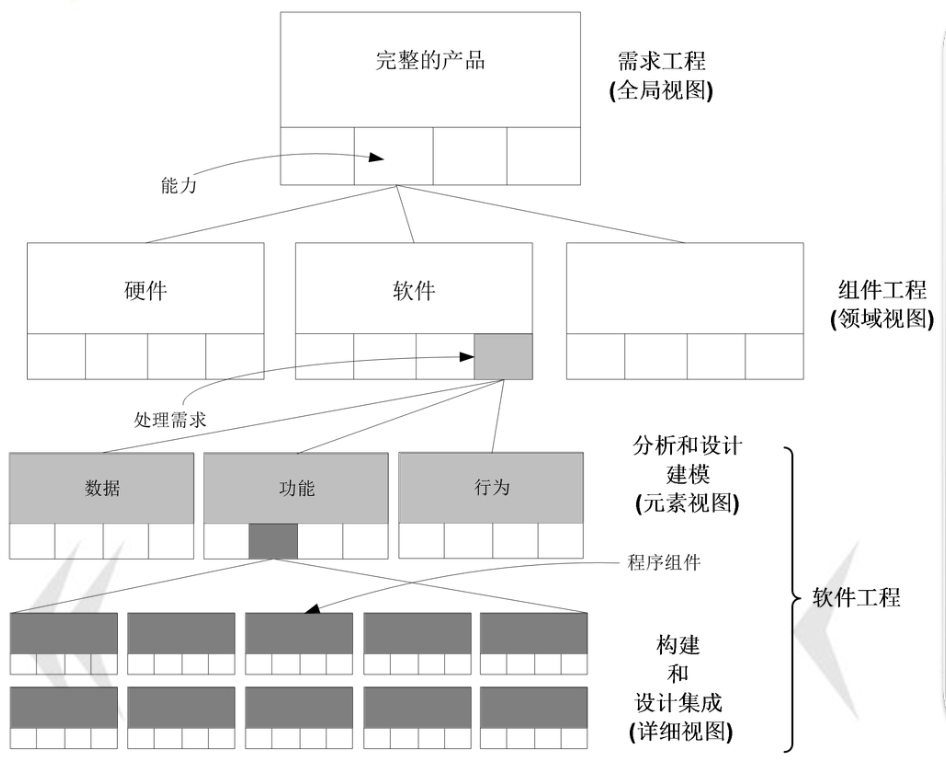 完整的产品
需求工程
(全局视图)
能力
硬件
软件
组件工程
(领域视图)
处理需求
数据
功能
行为
分析和设计
建模
(元素视图)
程序组件
软件工程
构建
和
设计集成
(详细视图)